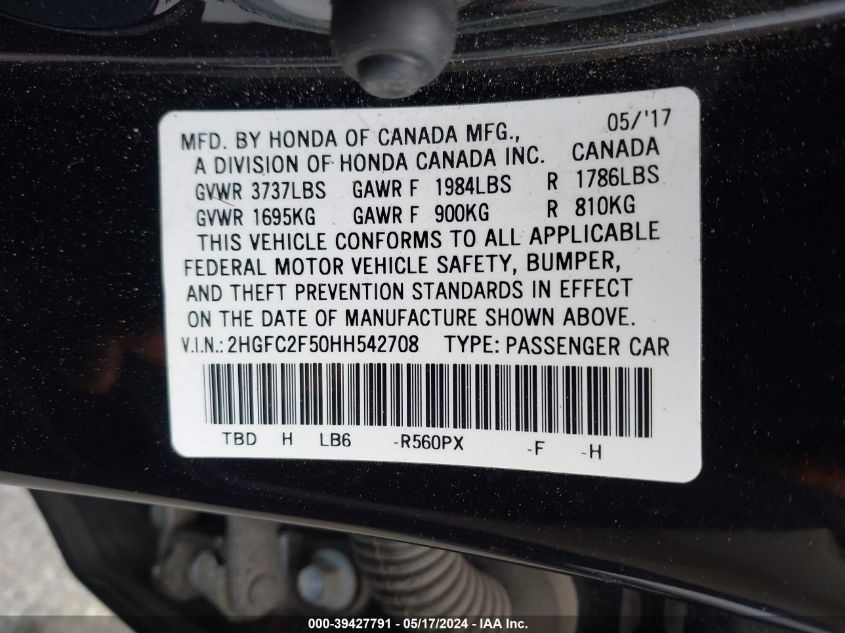 MFD. BY HONDA OF CANADA MFG., 05/'17
A DIVISION OF HONDA CANADA INC. CANADA
GVWR 3737LBS GAWR F 1984LBS R 1786LBS
GVWR 1695KG GAWR F 900KG R 810KG
THIS VEHICLE CONFORMS TO ALL APPLICABLE
FEDERAL MOTOR VEHICLE SAFETY, BUMPER,
AND THEFT PREVENTION STANDARDS IN EFFECT
ON THE DATE OF MANUFACTURE SHOWN ABOVE.
V.I.N.: 2HGFC2F50HH542708 TYPE: PASSENGER CAR
TBD H LB6 -R560PX -F -H
000-39427791 - 05/17/2024 - IAA Inc.